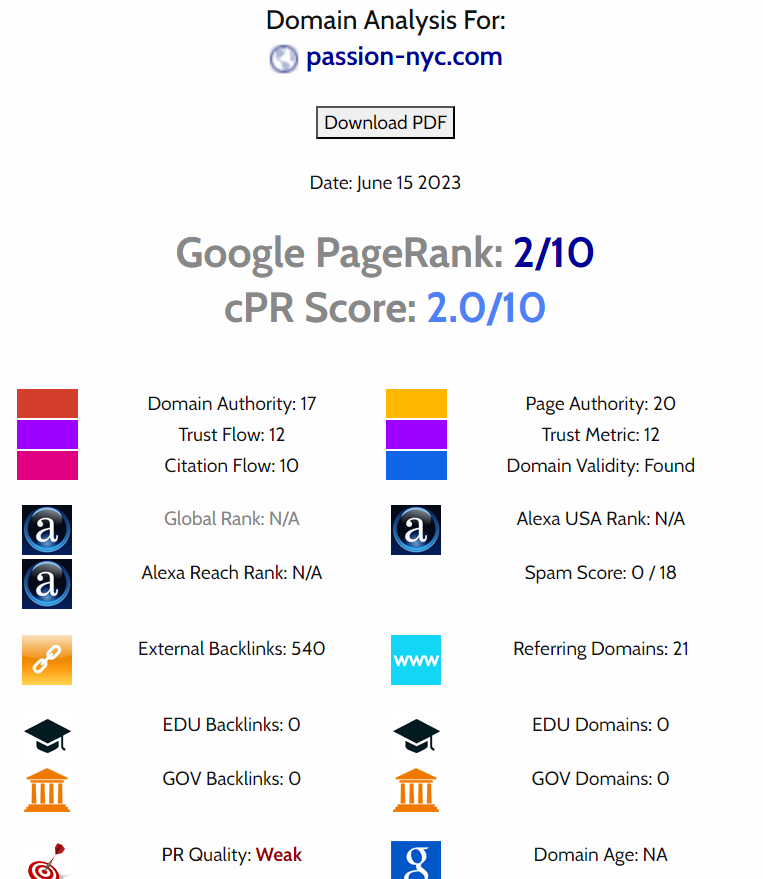 Domain Analysis For:
passion-nyc.com
Download PDF
Date: June 15 2023
Google PageRank: 2/10
cPR Score: 2.0/10
Domain Authority: 17
Page Authority: 20
Trust Flow: 12
Trust Metric: 12
Citation Flow: 10
Domain Validity: Found
a
Global Rank: N/A
a
Alexa USA Rank: N/A
a
Alexa Reach Rank: N/A
Spam Score: 0 / 18
External Backlinks: 540
www
Referring Domains: 21
EDU Backlinks: 0
EDU Domains: 0
GOV Backlinks: 0
GOV Domains: 0
PR Quality: Weak
g
Domain Age: NA